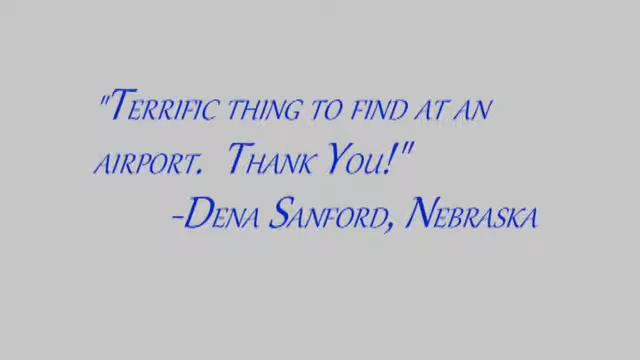 "Terrific thing to find at an
airport. Thank You!"
-Dena Sanford, Nebraska